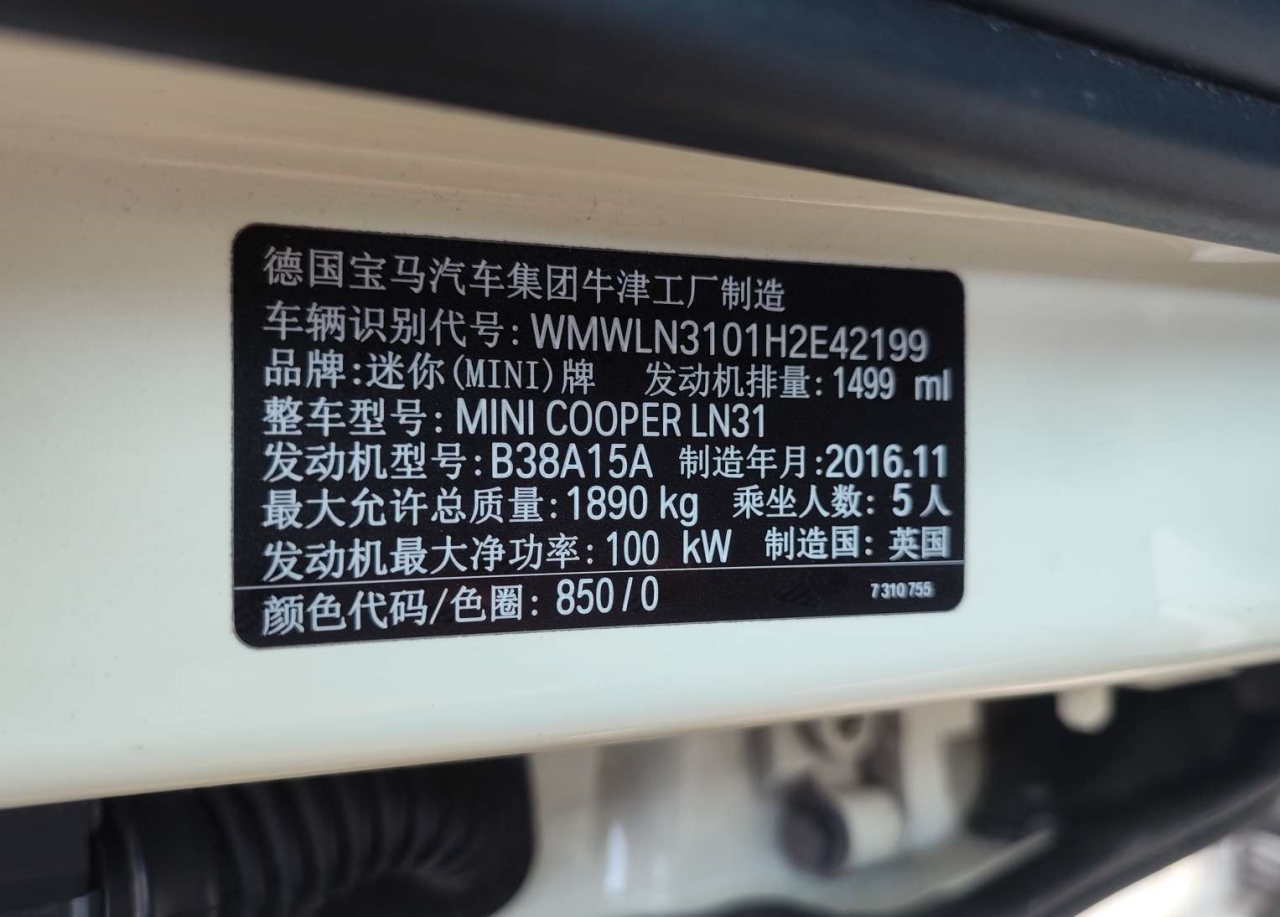 德国宝马汽车集团牛津工厂制造
车辆识别代号: WMWLN3101H2E42199
品牌:迷你(MINI)牌 发动机排量: 1499 ml
整车型号: MINI COOPER LN31
发动机型号: B38A15A 制造年月:2016.11
最大允许总质量: 1890 kg 乘坐人数: 5人
发动机最大净功率: 100 kW 制造国: 英国
颜色代码/色圈: 850/0 7 310 755